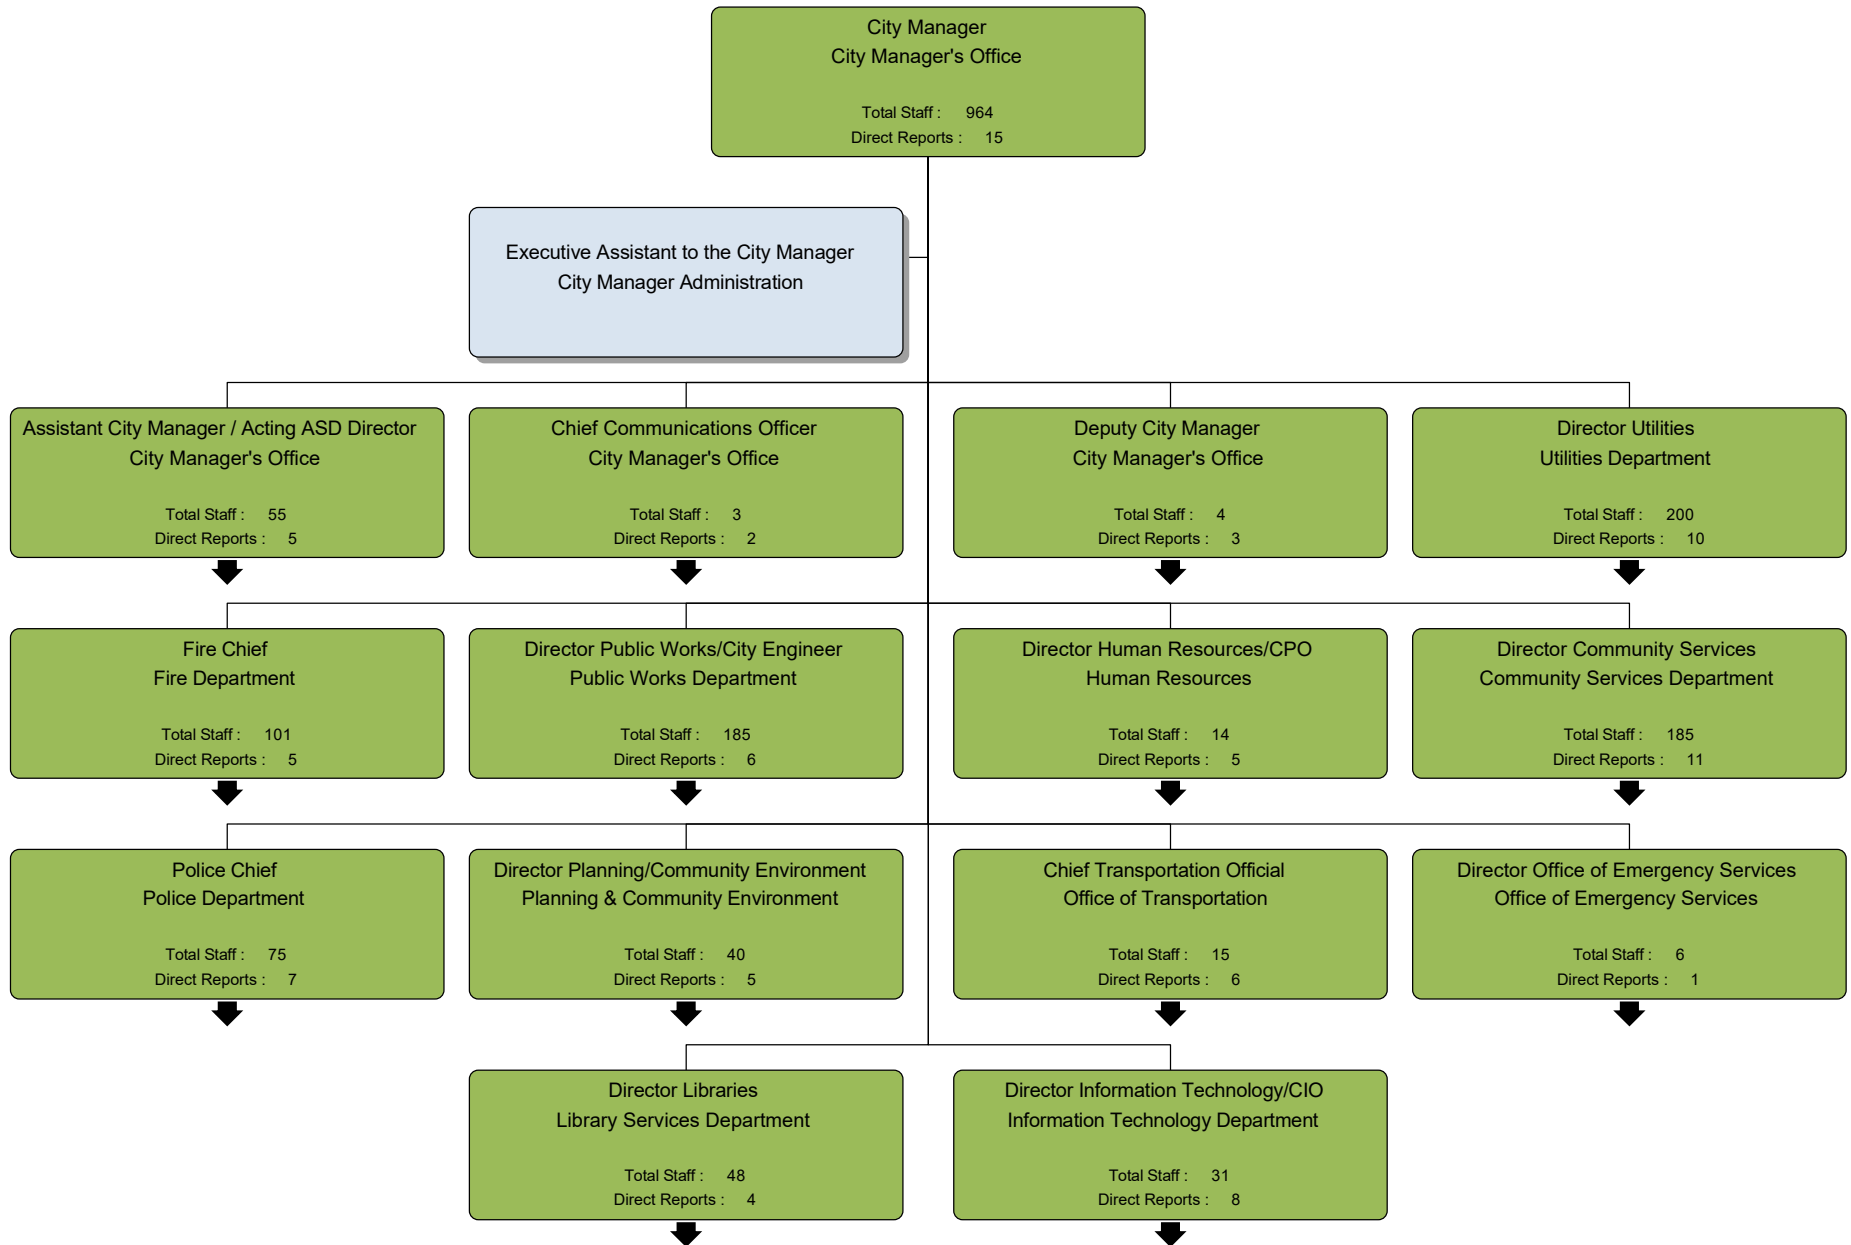 City Manager
City Manager's Office
Total Staff : 964
Direct Reports : 15
Executive Assistant to the City Manager
City Manager Administration
Assistant City Manager / Acting ASD Director
City Manager's Office
Total Staff : 55
Direct Reports : 5
Chief Communications Officer
City Manager's Office
Total Staff : 3
Direct Reports : 2
Deputy City Manager
City Manager's Office
Total Staff : 4
Direct Reports : 3
Director Utilities
Utilities Department
Total Staff : 200
Direct Reports : 10
Fire Chief
Fire Department
Total Staff : 101
Direct Reports : 5
Director Public Works/City Engineer
Public Works Department
Total Staff : 185
Direct Reports : 6
Director Human Resources/CPO
Human Resources
Total Staff : 14
Direct Reports : 5
Director Community Services
Community Services Department
Total Staff : 185
Direct Reports : 11
Police Chief
Police Department
Total Staff : 75
Direct Reports : 7
Director Planning/Community Environment
Planning & Community Environment
Total Staff : 40
Direct Reports : 5
Chief Transportation Official
Office of Transportation
Total Staff : 15
Direct Reports : 6
Director Office of Emergency Services
Office of Emergency Services
Total Staff : 6
Direct Reports : 1
Director Libraries
Library Services Department
Total Staff : 48
Direct Reports : 4
Director Information Technology/CIO
Information Technology Department
Total Staff : 31
Direct Reports : 8